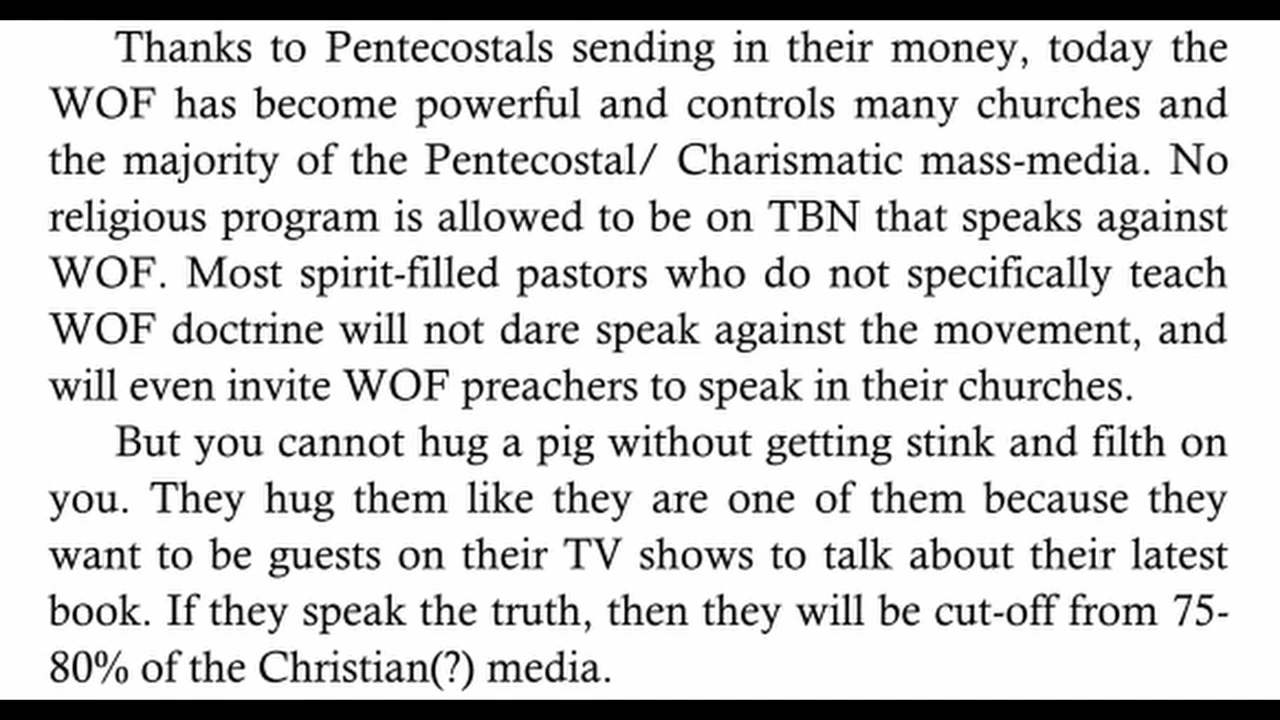 Thanks to Pentecostals sending in their money, today the
WOF has become powerful and controls many churches and
the majority of the Pentecostal/ Charismatic mass-media. No
religious program is allowed to be on TBN that speaks against
WOF. Most spirit-filled pastors who do not specifically teach
WOF doctrine will not dare speak against the movement, and
will even invite WOF preachers to speak in their churches.
But you cannot hug a pig without getting stink and filth on
you. They hug them like they are one of them because they
want to be guests on their TV shows to talk about their latest
book. If they speak the truth, then they will be cut-off from 75-
80% of the Christian(?) media.